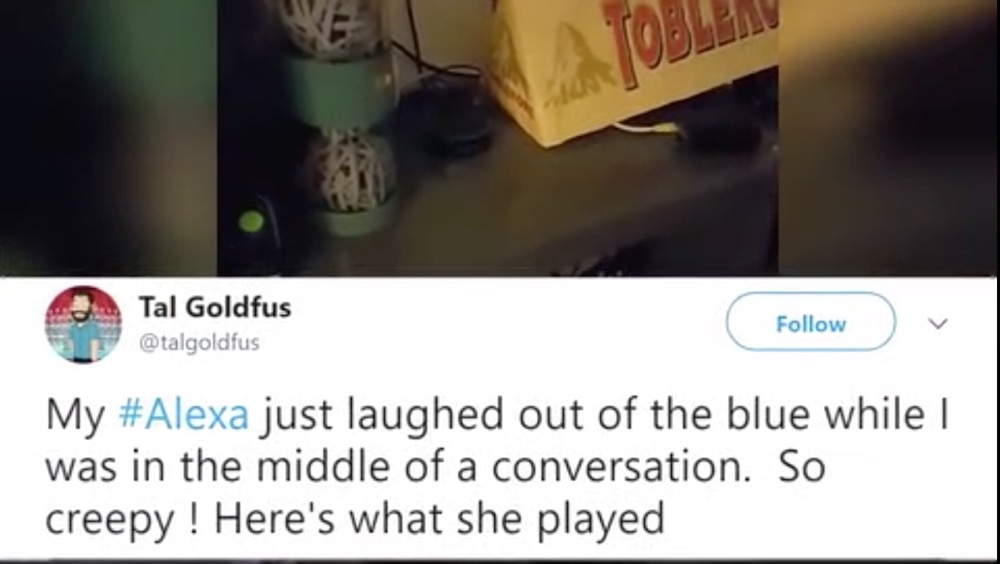 TOBLERO
Tal Goldfus
@talgoldfus
Follow
My #Alexa just laughed out of the blue while I
was in the middle of a conversation.  So
creepy ! Here's what she played